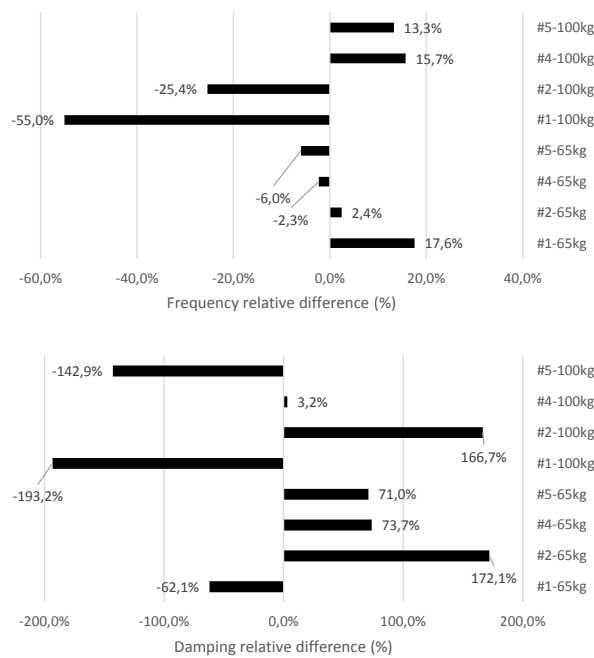 13,3% #5-100kg
15,7% #4-100kg
-25,4% #2-100kg
-55,0% #1-100kg
-6,0% #5-65kg
-2,3% #4-65kg
2,4% #2-65kg
17,6% #1-65kg
-60,0% -40,0% -20,0% 0,0% 20,0% 40,0%
Frequency relative difference (%)
-142,9% #5-100kg
3,2% #4-100kg
166,7% #2-100kg
-193,2% #1-100kg
71,0% #5-65kg
73,7% #4-65kg
172,1% #2-65kg
-62,1% #1-65kg
-200,0% -100,0% 0,0% 100,0% 200,0%
Damping relative difference (%)